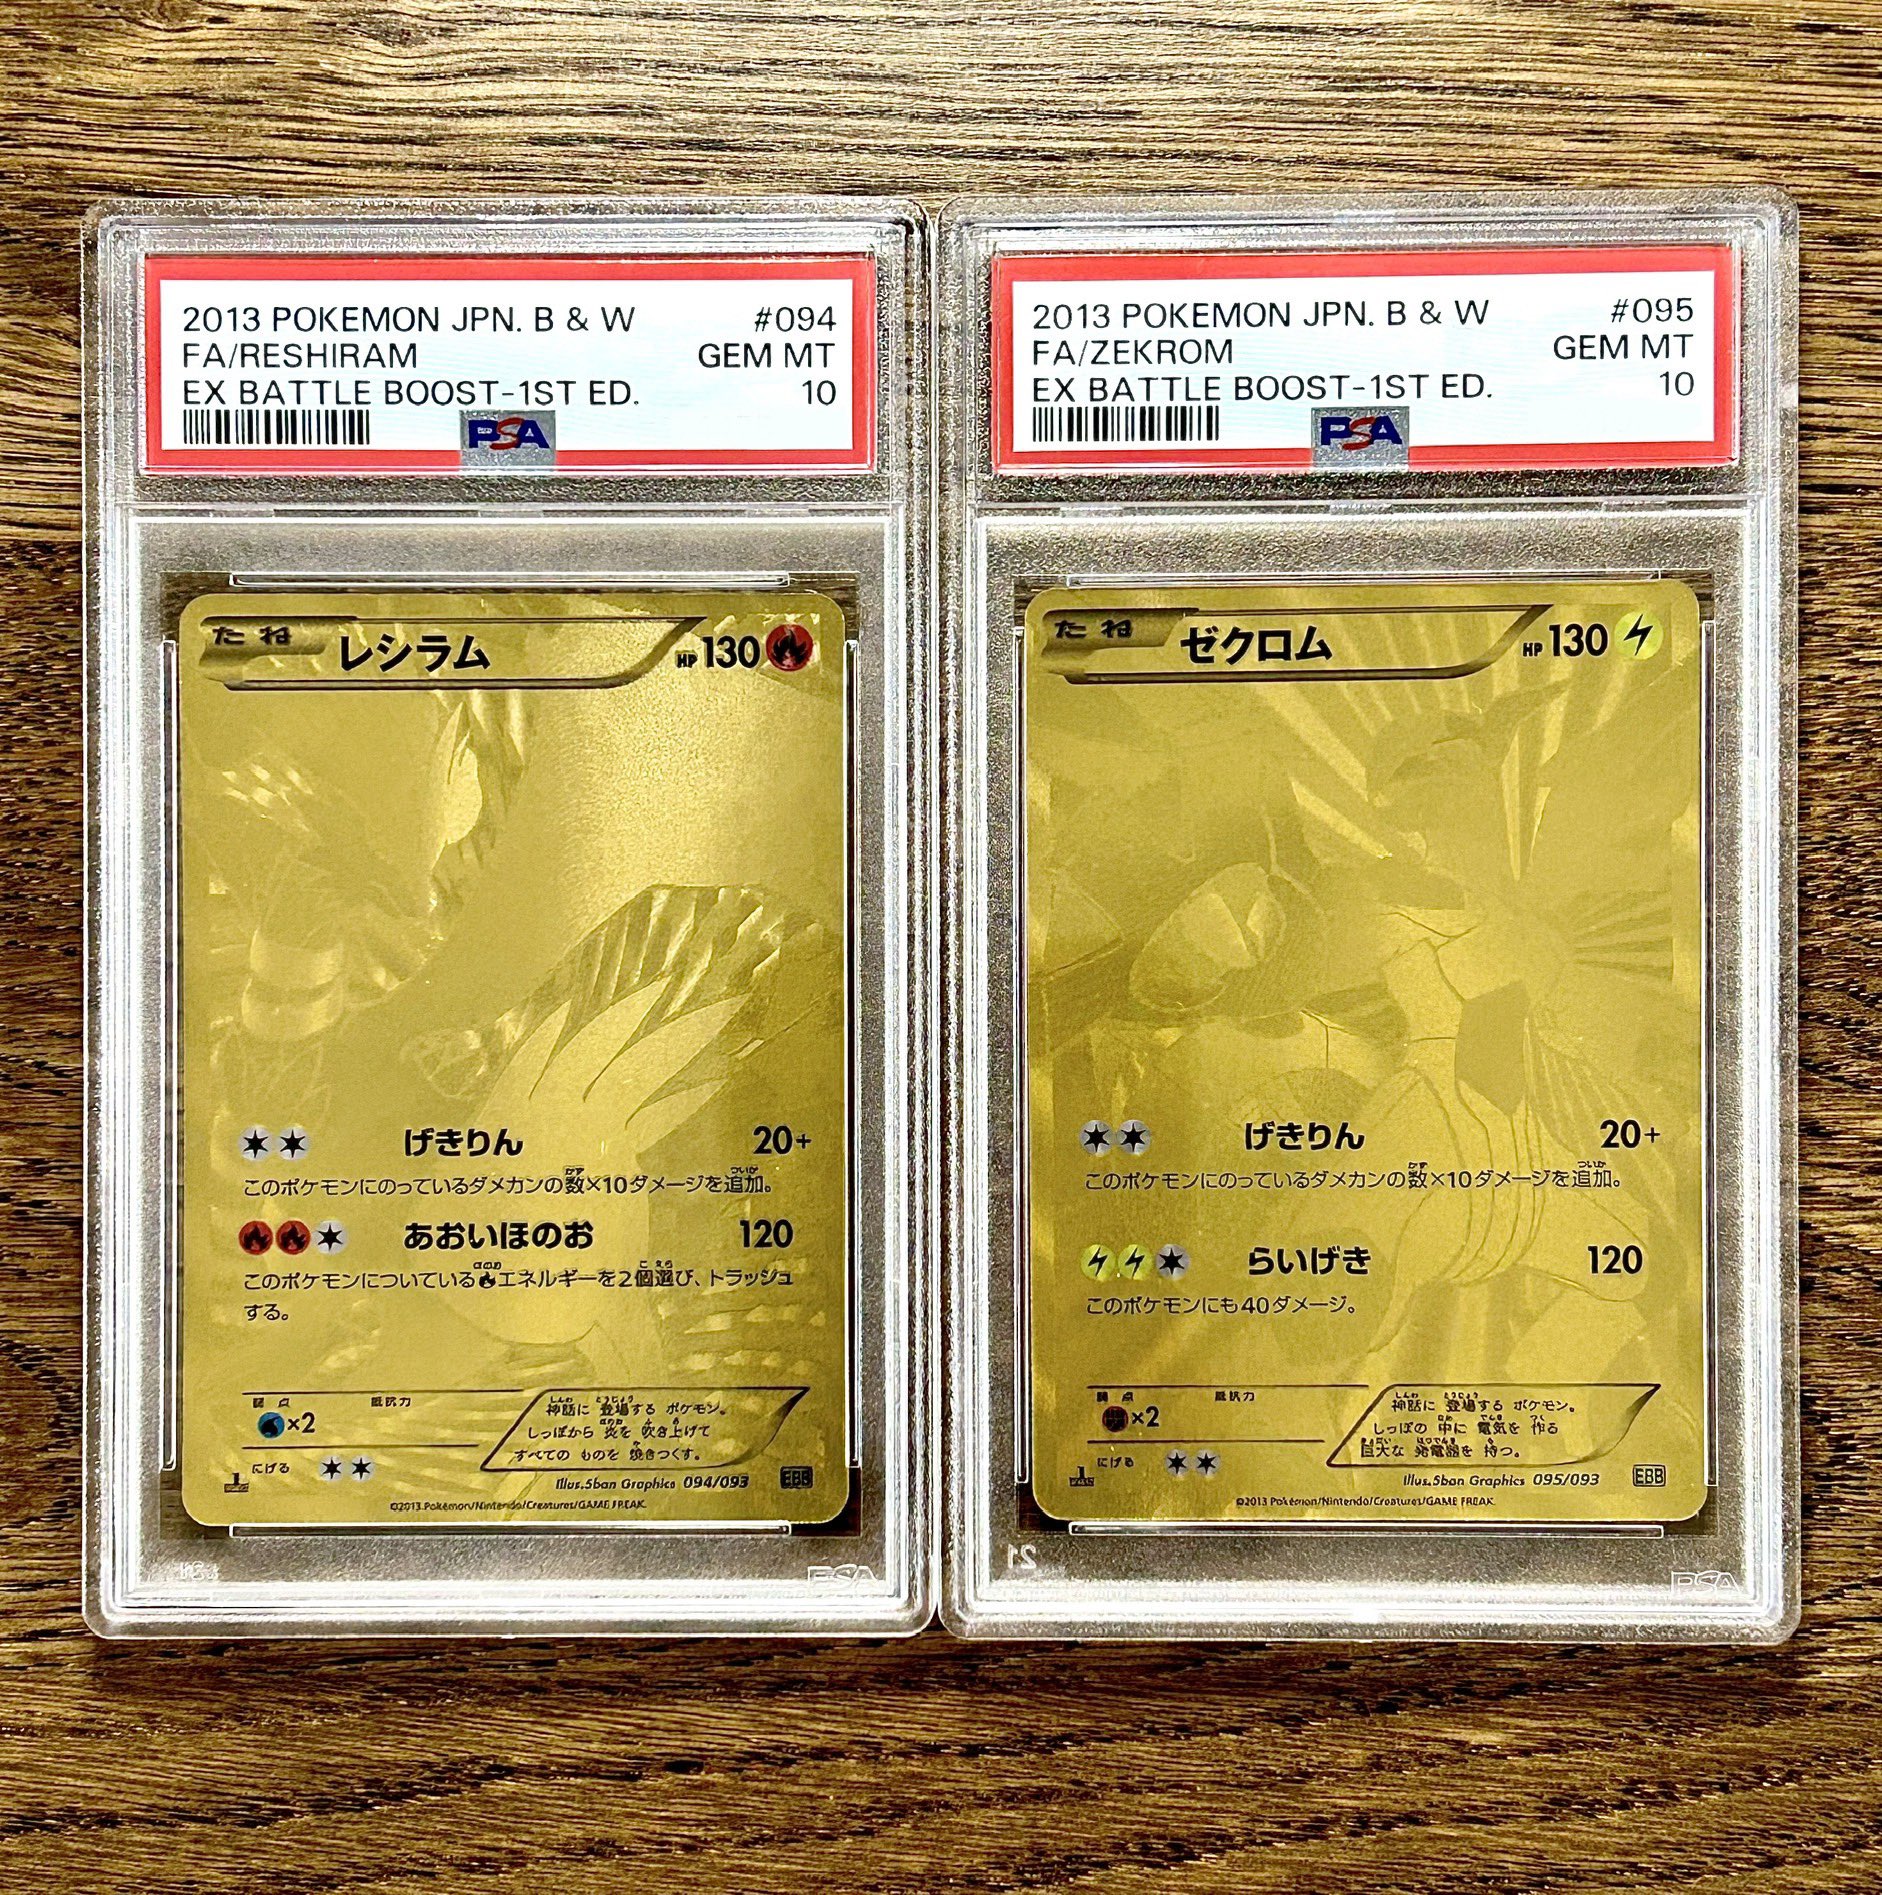 2013 POKEMON JPN. B & W #094
FA/RESHIRAM GEM MT
EX BATTLE BOOST-1ST ED. 10
PSA
たね レシラム HP130
げきりん 20+
このポケモンにのっているダメカンの数×10ダメージを追加。
あおいほのお 120
このポケモンについているエネルギーを2個選び、トラッシュ
する。
弱点 抵抗力
×2
神話に 登場する ポケモン。
しっぽから 炎を 吹き上げて
すべての ものを 焼きつくす。
にげる
Illus.5ban Graphics 094/093 EBB
©2013 Pokémon/Nintendo/Creatures/GAME FREAK.
PSA
2013 POKEMON JPN. B & W #095
FA/ZEKROM GEM MT
EX BATTLE BOOST-1ST ED. 10
PSA
たね ゼクロム HP130
げきりん 20+
このポケモンにのっているダメカンの数×10ダメージを追加。
らいげき 120
このポケモンにも40ダメージ。
弱点 抵抗力
×2
神話に 登場する ポケモン。
しっぽの 中に 電気を 作る
巨大な 発電器を 持つ。
にげる
Illus.5ban Graphics 095/093 EBB
©2013 Pokémon/Nintendo/Creatures/GAME FREAK.
21
PSA